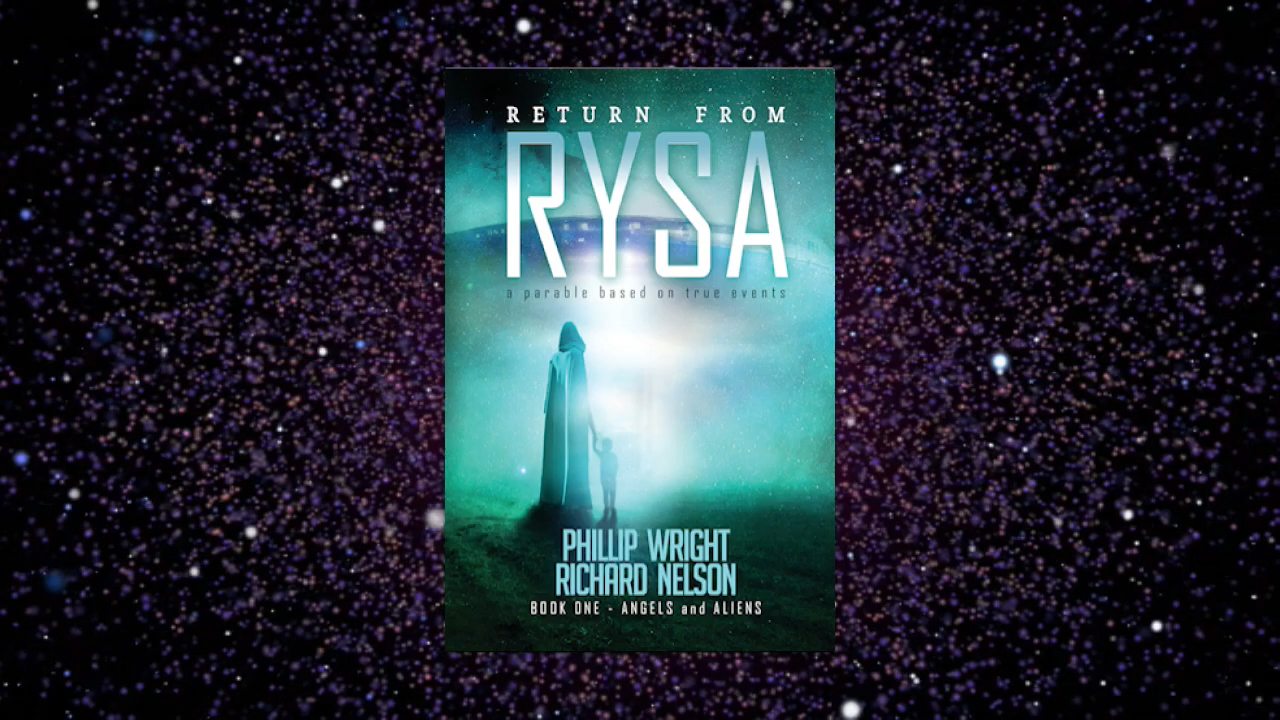 RETURN FROM
RYSA
a parable based on true events
PHILLIP WRIGHT
RICHARD NELSON
BOOK ONE - ANGELS and ALIENS